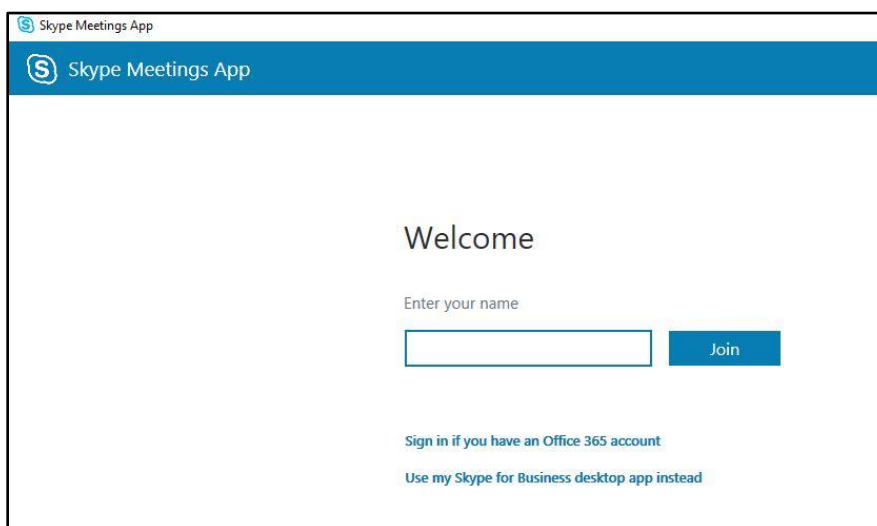 Skype Meetings App
Skype Meetings App
Welcome
Enter your name
Join
Sign in if you have an Office 365 account
Use my Skype for Business desktop app instead